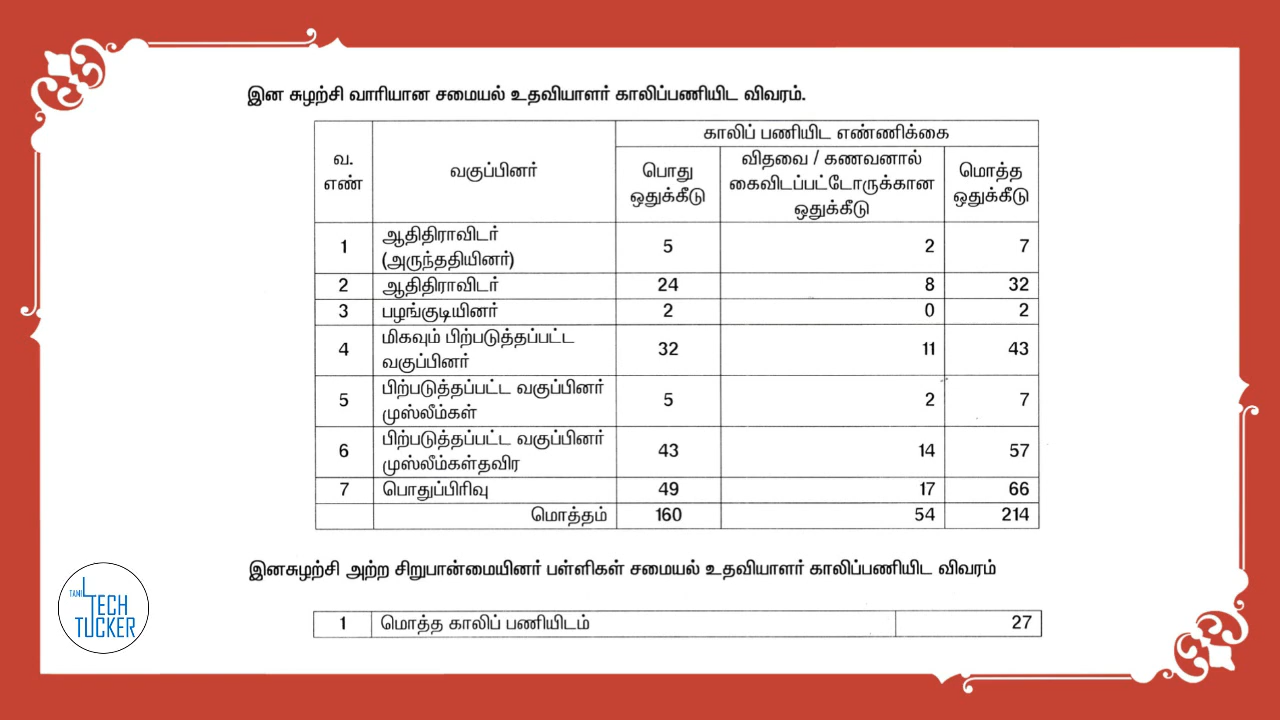 இன சுழற்சி வாரியான சமையல் உதவியாளர் காலிப்பணியிட விவரம்.
வ. எண் வகுப்பினர் காலிப் பணியிட எண்ணிக்கை
பொது ஒதுக்கீடு விதவை / கணவனால் கைவிடப்பட்டோருக்கான ஒதுக்கீடு மொத்த ஒதுக்கீடு
1 ஆதிதிராவிடர் (அருந்ததியினர்) 5 2 7
2 ஆதிதிராவிடர் 24 8 32
3 பழங்குடியினர் 2 0 2
4 மிகவும் பிற்படுத்தப்பட்ட வகுப்பினர் 32 11 43
5 பிற்படுத்தப்பட்ட வகுப்பினர் முஸ்லீம்கள் 5 2 7
6 பிற்படுத்தப்பட்ட வகுப்பினர் முஸ்லீம்கள்தவிர 43 14 57
7 பொதுப்பிரிவு 49 17 66
மொத்தம் 160 54 214
இனசுழற்சி அற்ற சிறுபான்மையினர் பள்ளிகள் சமையல் உதவியாளர் காலிப்பணியிட விவரம்
1 மொத்த காலிப் பணியிடம் 27
TAMIL
TECH
TUCKER